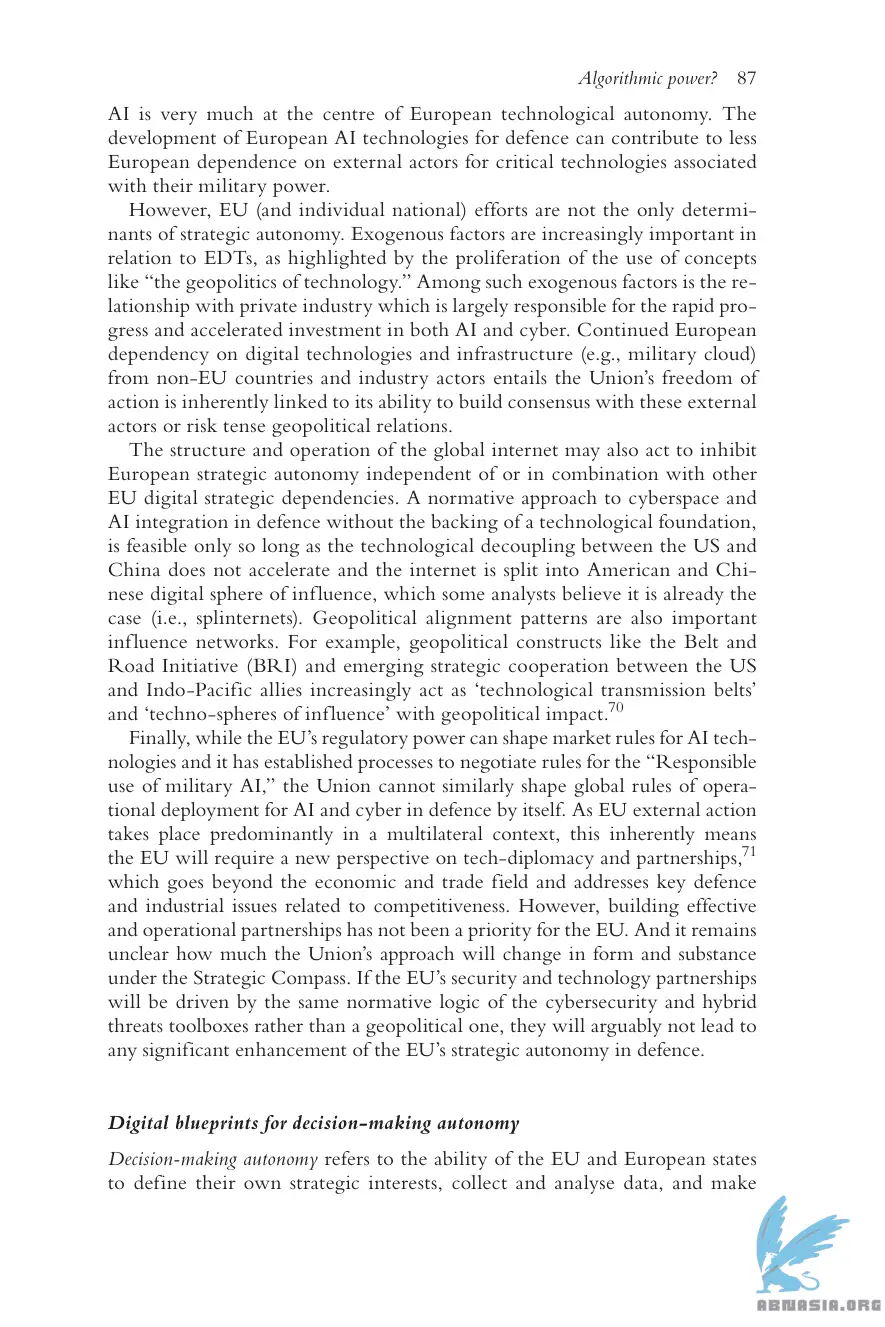 Algorithmic power? 87
AI is very much at the centre of European technological autonomy. The
development of European AI technologies for defence can contribute to less
European dependence on external actors for critical technologies associated
with their military power.
However, EU (and individual national) efforts are not the only determi-
nants of strategic autonomy. Exogenous factors are increasingly important in
relation to EDTs, as highlighted by the proliferation of the use of concepts
like “the geopolitics of technology.” Among such exogenous factors is the re-
lationship with private industry which is largely responsible for the rapid pro-
gress and accelerated investment in both AI and cyber. Continued European
dependency on digital technologies and infrastructure (e.g., military cloud)
from non-EU countries and industry actors entails the Union’s freedom of
action is inherently linked to its ability to build consensus with these external
actors or risk tense geopolitical relations.
The structure and operation of the global internet may also act to inhibit
European strategic autonomy independent of or in combination with other
EU digital strategic dependencies. A normative approach to cyberspace and
AI integration in defence without the backing of a technological foundation,
is feasible only so long as the technological decoupling between the US and
China does not accelerate and the internet is split into American and Chi-
nese digital sphere of influence, which some analysts believe it is already the
case (i.e., splinternets). Geopolitical alignment patterns are also important
influence networks. For example, geopolitical constructs like the Belt and
Road Initiative (BRI) and emerging strategic cooperation between the US
and Indo-Pacific allies increasingly act as ‘technological transmission belts’
and ‘techno-spheres of influence’ with geopolitical impact.70
Finally, while the EU’s regulatory power can shape market rules for AI tech-
nologies and it has established processes to negotiate rules for the “Responsible
use of military AI,” the Union cannot similarly shape global rules of opera-
tional deployment for AI and cyber in defence by itself. As EU external action
takes place predominantly in a multilateral context, this inherently means
the EU will require a new perspective on tech-diplomacy and partnerships,71
which goes beyond the economic and trade field and addresses key defence
and industrial issues related to competitiveness. However, building effective
and operational partnerships has not been a priority for the EU. And it remains
unclear how much the Union’s approach will change in form and substance
under the Strategic Compass. If the EU’s security and technology partnerships
will be driven by the same normative logic of the cybersecurity and hybrid
threats toolboxes rather than a geopolitical one, they will arguably not lead to
any significant enhancement of the EU’s strategic autonomy in defence.
Digital blueprints for decision-making autonomy
Decision-making autonomy refers to the ability of the EU and European states
to define their own strategic interests, collect and analyse data, and make
ABNASIA.ORG